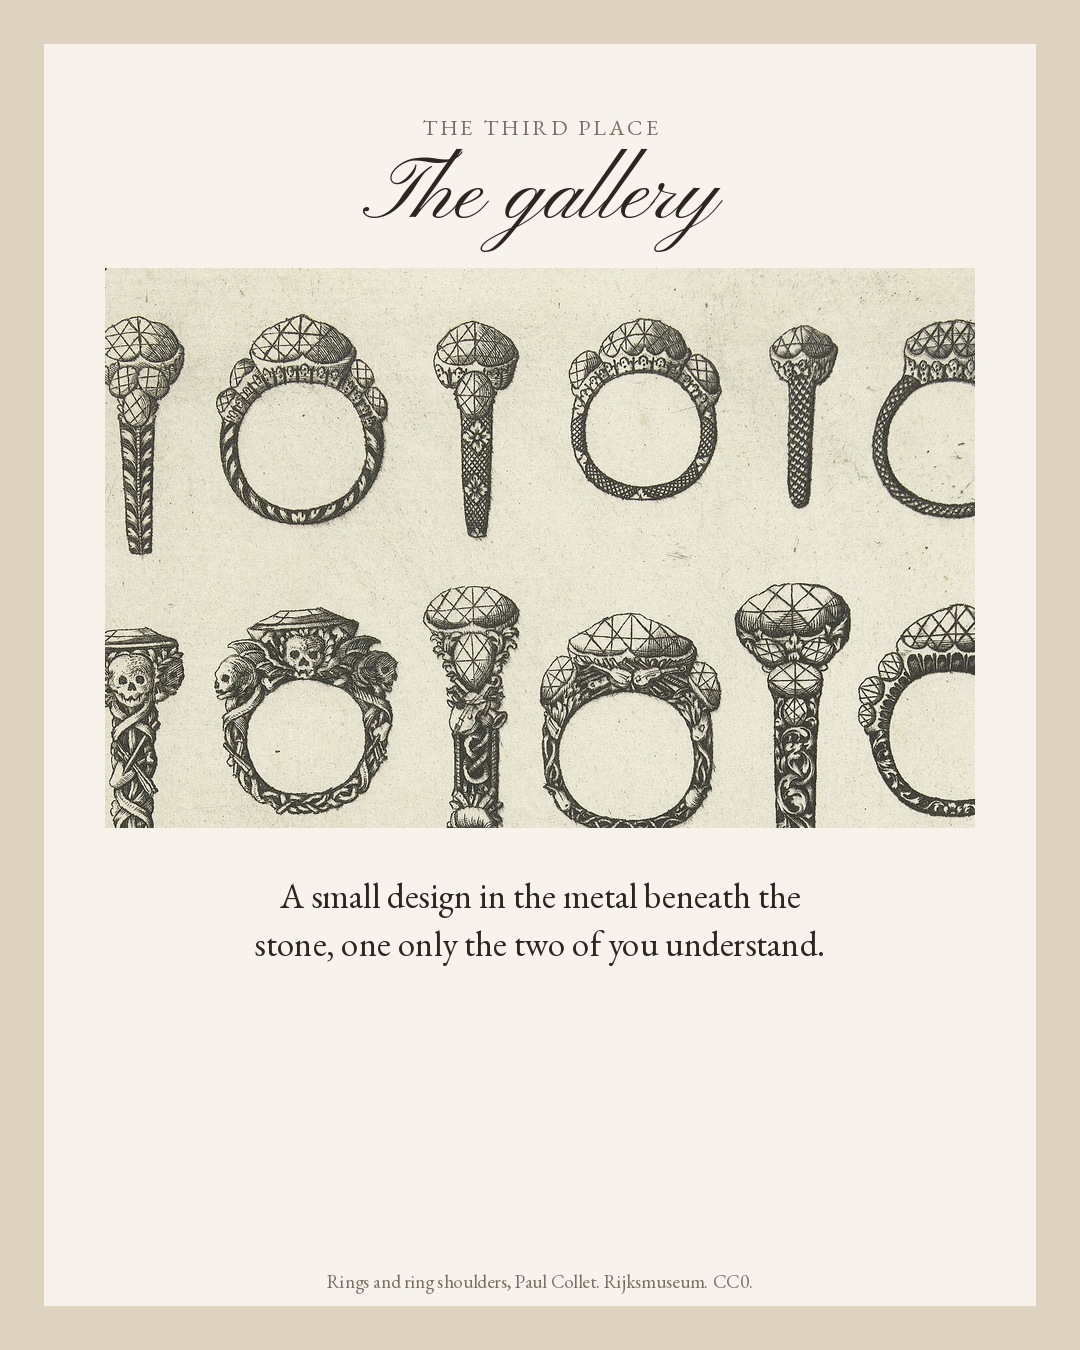 THE THIRD PLACE
The gallery
A small design in the metal beneath the
stone, one only the two of you understand.
Rings and ring shoulders, Paul Collet. Rijksmuseum. CC0.